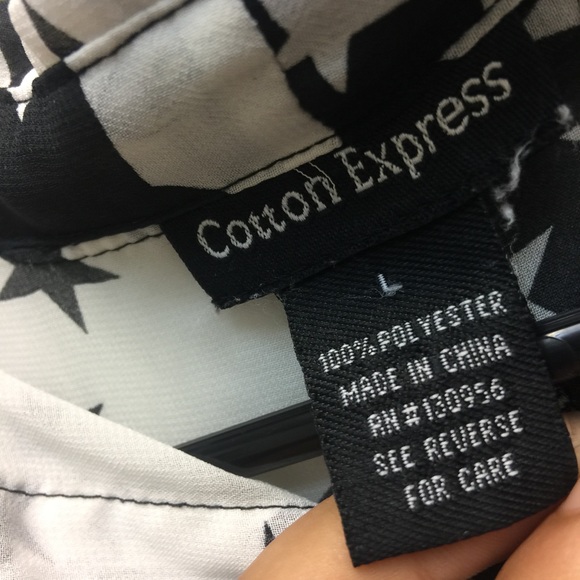 Cotton Express
L
100% POLYESTER
MADE IN CHINA
RN#130956
SEE REVERSE
FOR CARE